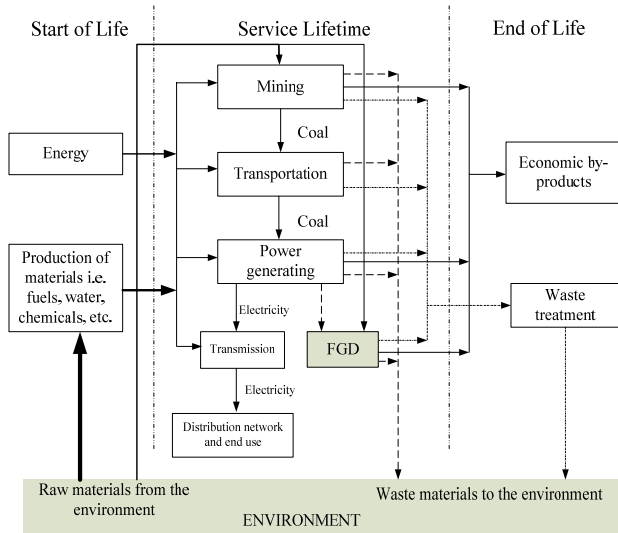 Start of Life
Service Lifetime
End of Life
Mining
Coal
Energy
Transportation
Economic by-
products
Coal
Production of
materials i.e.
fuels, water,
chemicals, etc.
Power
generating
Electricity
Waste
treatment
Transmission
FGD
Electricity
Distribution network
and end use
Raw materials from the
environment
Waste materials to the environment
ENVIRONMENT